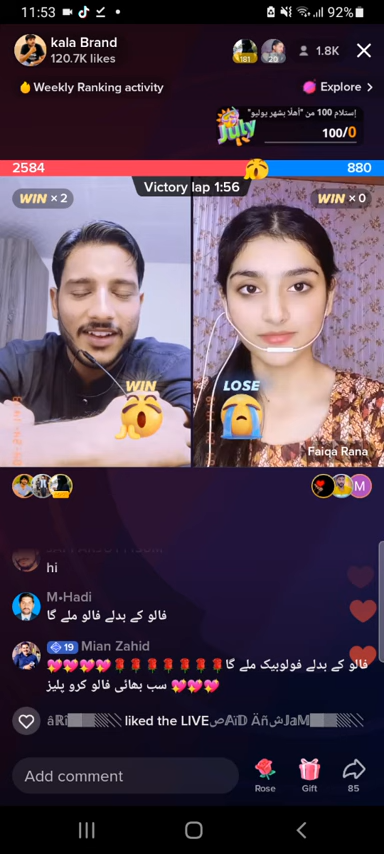 11:53
92%
kala Brand
120.7K likes
181
20
1.8K
Weekly Ranking activity
Explore
إستلام 100 من "أهلًا بشهر يوليو"
July
100/0
2584
880
Victory lap 1:56
WIN × 2
WIN × 0
WIN
LOSE
Faiqa Rana
M
hi
M•Hadi
فالو کے بدلے فالو ملے گا
19 Mian Zahid
💖💖💖💖🌹🌹🌹🌹🌹🌹🌹فالو کے بدلے فولوبیک ملے گا
سب بھائی فالو کرو پلیز 💖💖💖
liked the LIVE
Add comment
Rose
Gift
85